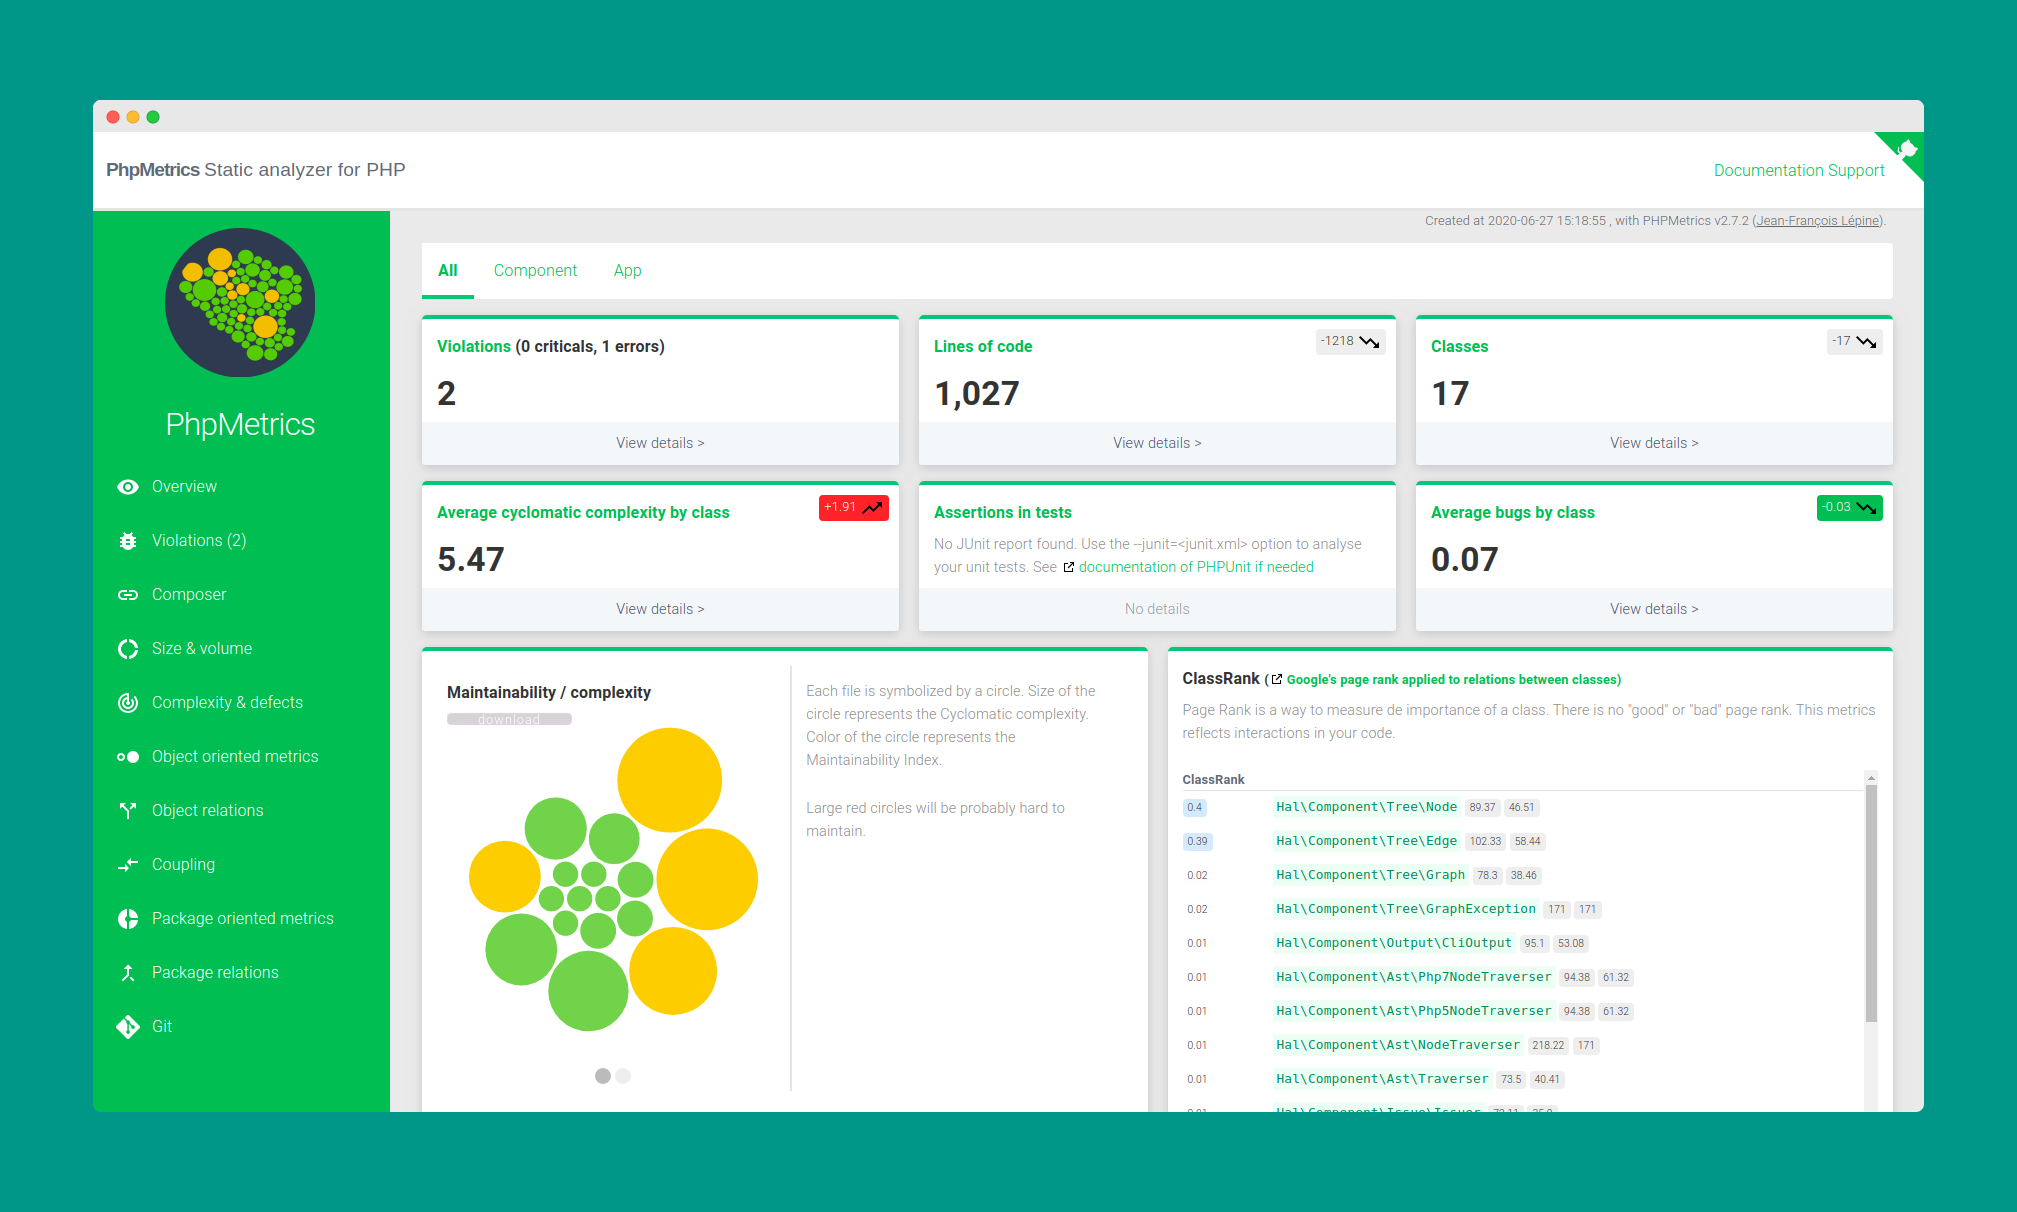 PhpMetrics Static analyzer for PHP
Documentation Support
Created at 2020-06-27 15:18:55 , with PHPMetrics v2.7.2 (Jean-François Lépine).
PhpMetrics
Overview
Violations (2)
Composer
Size & volume
Complexity & defects
Object oriented metrics
Object relations
Coupling
Package oriented metrics
Package relations
Git
All Component App
Violations (0 criticals, 1 errors)
2
View details >
Lines of code
-1218
1,027
View details >
Classes
-17
17
View details >
Average cyclomatic complexity by class
+1.91
5.47
View details >
Assertions in tests
No JUnit report found. Use the --junit=<junit.xml> option to analyse
your unit tests. See documentation of PHPUnit if needed
No details
Average bugs by class
-0.03
0.07
View details >
Maintainability / complexity
download
Each file is symbolized by a circle. Size of the
circle represents the Cyclomatic complexity.
Color of the circle represents the
Maintainability Index.
Large red circles will be probably hard to
maintain.
ClassRank ( Google's page rank applied to relations between classes)
Page Rank is a way to measure de importance of a class. There is no "good" or "bad" page rank. This metrics
reflects interactions in your code.
ClassRank
0.4 Hal\Component\Tree\Node 89.37 46.51
0.39 Hal\Component\Tree\Edge 102.33 58.44
0.02 Hal\Component\Tree\Graph 78.3 38.46
0.02 Hal\Component\Tree\GraphException 171 171
0.01 Hal\Component\Output\CliOutput 95.1 53.08
0.01 Hal\Component\Ast\Php7NodeTraverser 94.38 61.32
0.01 Hal\Component\Ast\Php5NodeTraverser 94.38 61.32
0.01 Hal\Component\Ast\NodeTraverser 218.22 171
0.01 Hal\Component\Ast\Traverser 73.5 40.41
0.01 Hal\Component\Issue\Issuer